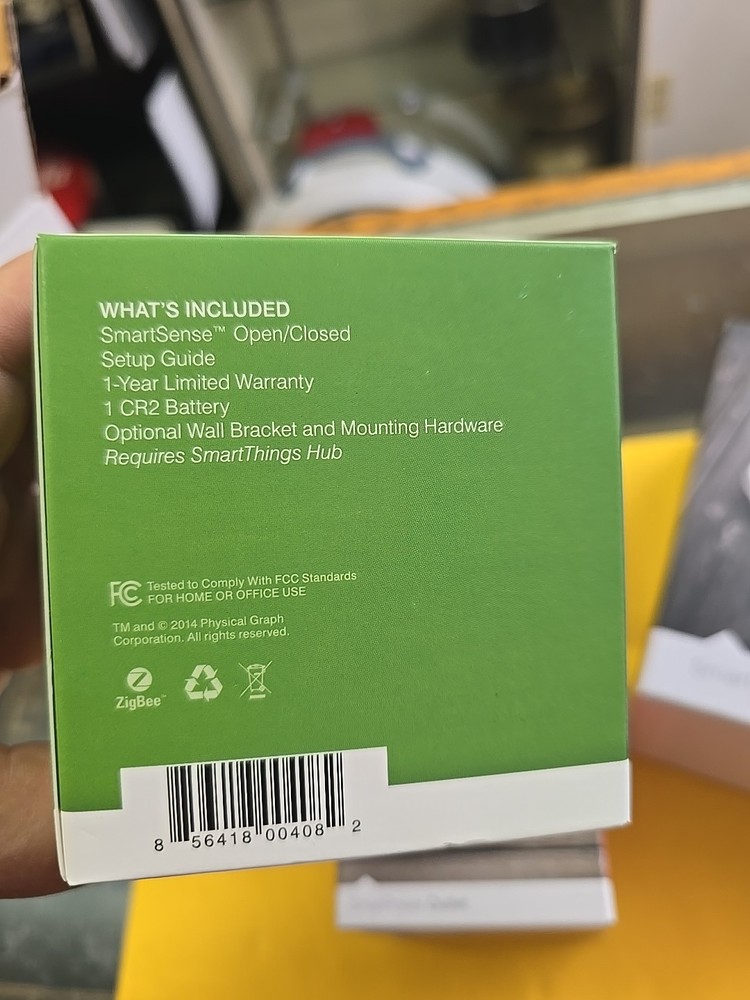 WHAT'S INCLUDED
SmartSense™ Open/Closed
Setup Guide
1-Year Limited Warranty
1 CR2 Battery
Optional Wall Bracket and Mounting Hardware
Requires SmartThings Hub
FC Tested to Comply With FCC Standards
FOR HOME OR OFFICE USE
TM and © 2014 Physical Graph
Corporation. All rights reserved.
ZigBee™
8 56418 00408 2